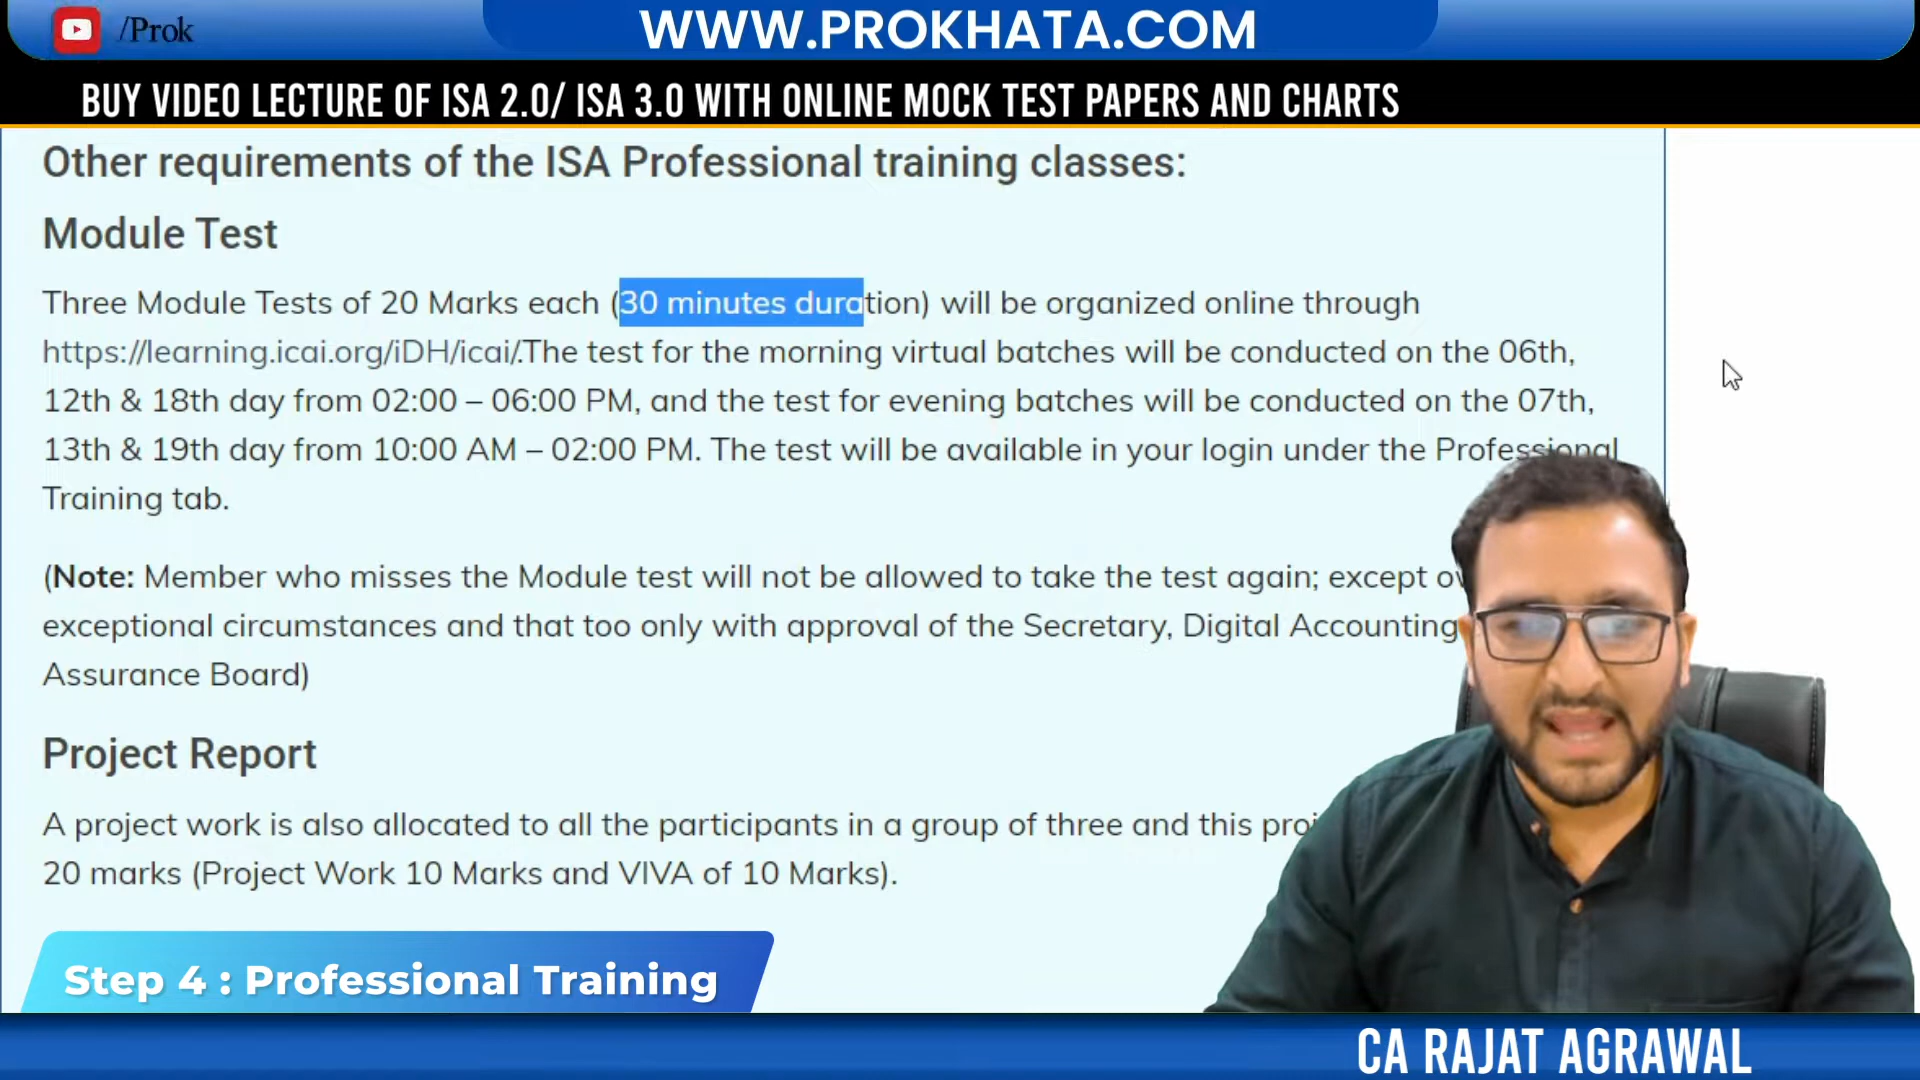 /Prok
WWW.PROKHATA.COM
BUY VIDEO LECTURE OF ISA 2.0/ ISA 3.0 WITH ONLINE MOCK TEST PAPERS AND CHARTS
Other requirements of the ISA Professional training classes:
Module Test
Three Module Tests of 20 Marks each (30 minutes duration) will be organized online through
https://learning.icai.org/iDH/icai/.The test for the morning virtual batches will be conducted on the 06th,
12th & 18th day from 02:00 – 06:00 PM, and the test for evening batches will be conducted on the 07th,
13th & 19th day from 10:00 AM – 02:00 PM. The test will be available in your login under the Professional
Training tab.
(Note: Member who misses the Module test will not be allowed to take the test again; except
exceptional circumstances and that too only with approval of the Secretary, Digital Accounting
Assurance Board)
Project Report
A project work is also allocated to all the participants in a group of three and this
20 marks (Project Work 10 Marks and VIVA of 10 Marks).
Step 4 : Professional Training
CA RAJAT AGRAWAL